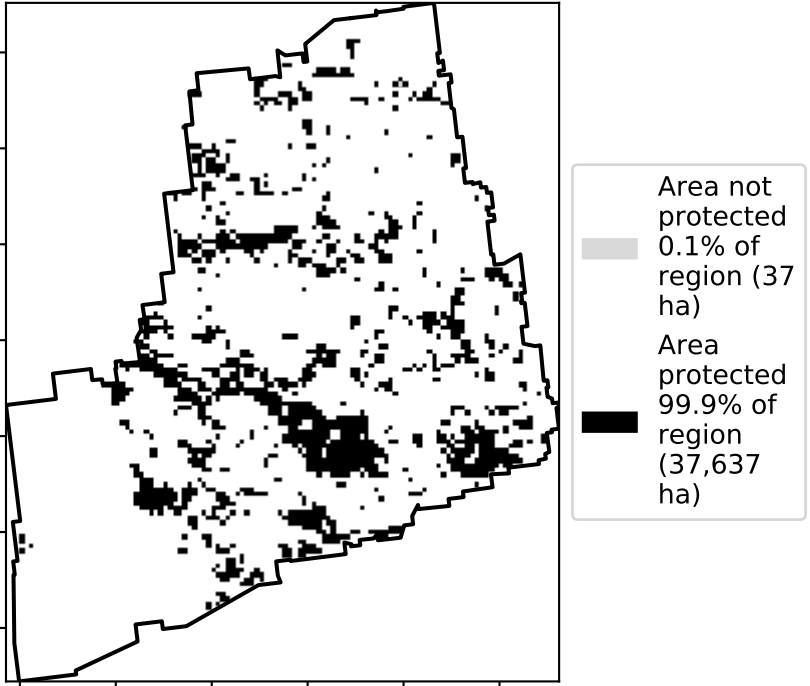 Area not
protected
0.1% of
region (37
ha)
Area
protected
99.9% of
region
(37,637
ha)